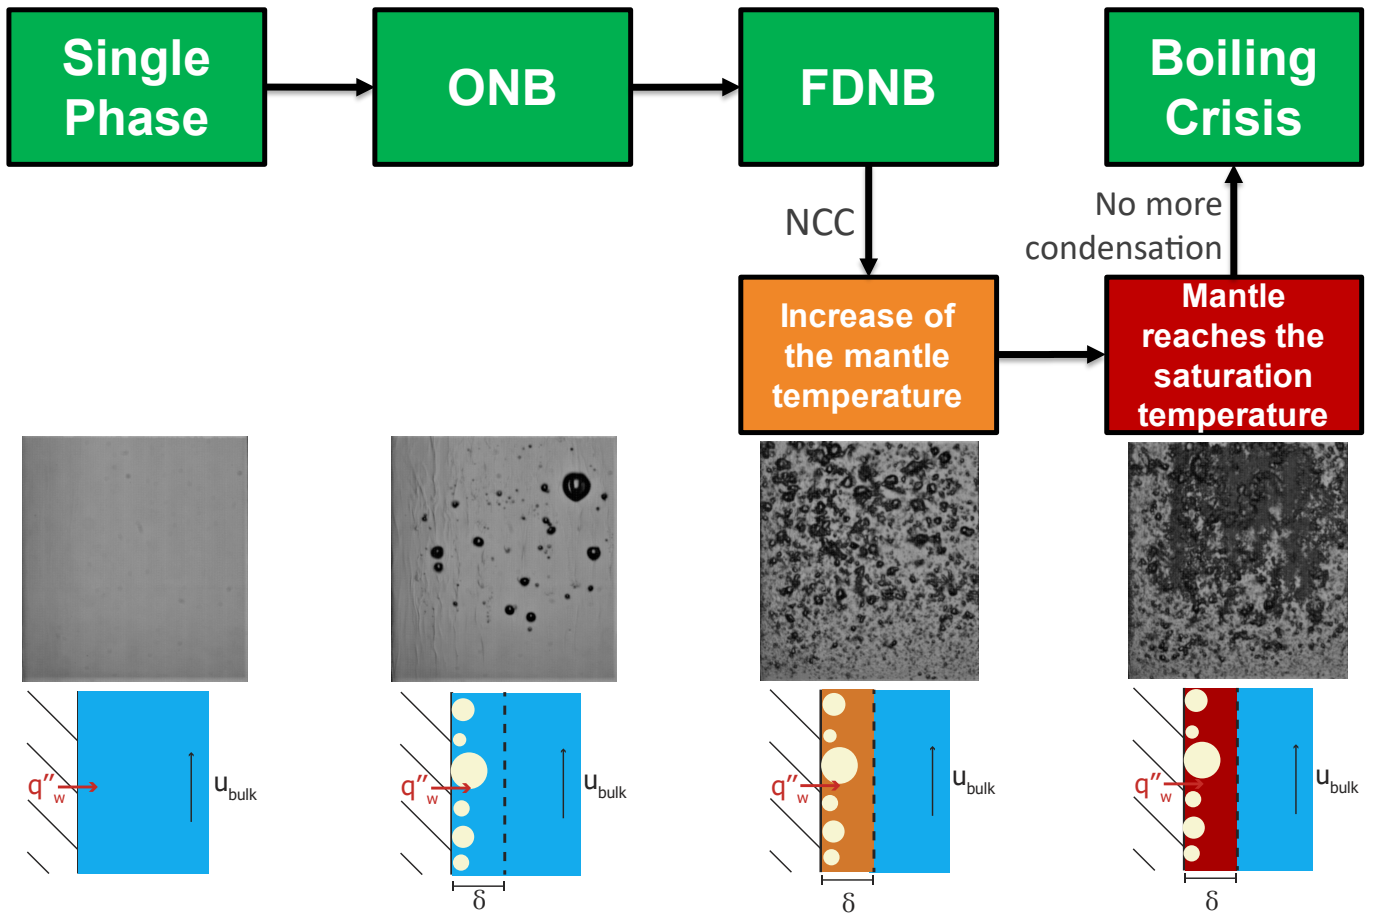 Single
Phase
ONB
FDNB
Boiling
Crisis
NCC
No more
condensation
Increase of
the mantle
temperature
Mantle
reaches the
saturation
temperature
q″w
ubulk
q″w
ubulk
δ
q″w
ubulk
δ
q″w
ubulk
δ